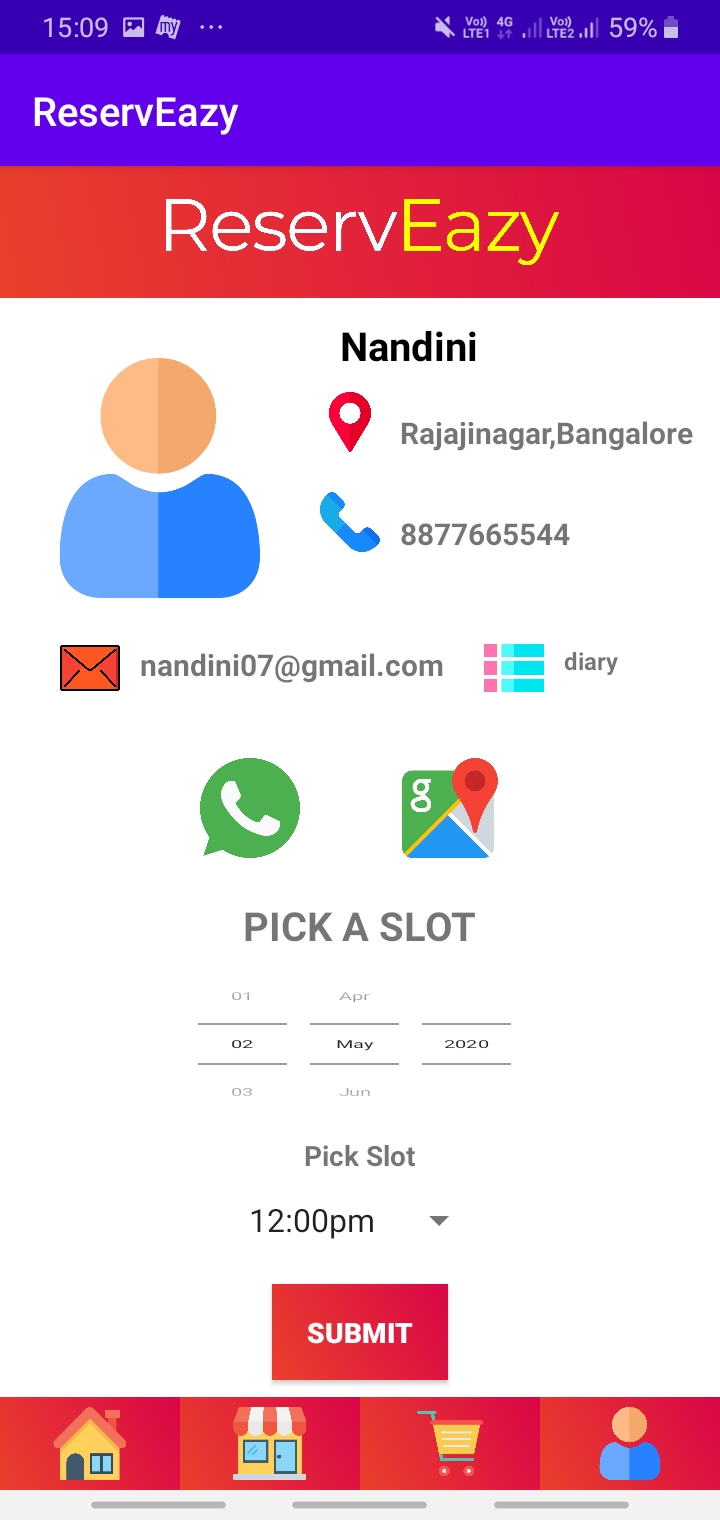 15:09 my ... Vo)) LTE1 4G Vo)) LTE2 59%
ReservEazy
ReservEazy
Nandini
Rajajinagar,Bangalore
8877665544
nandini07@gmail.com diary
g
PICK A SLOT
01 Apr
02 May 2020
03 Jun
Pick Slot
12:00pm
SUBMIT